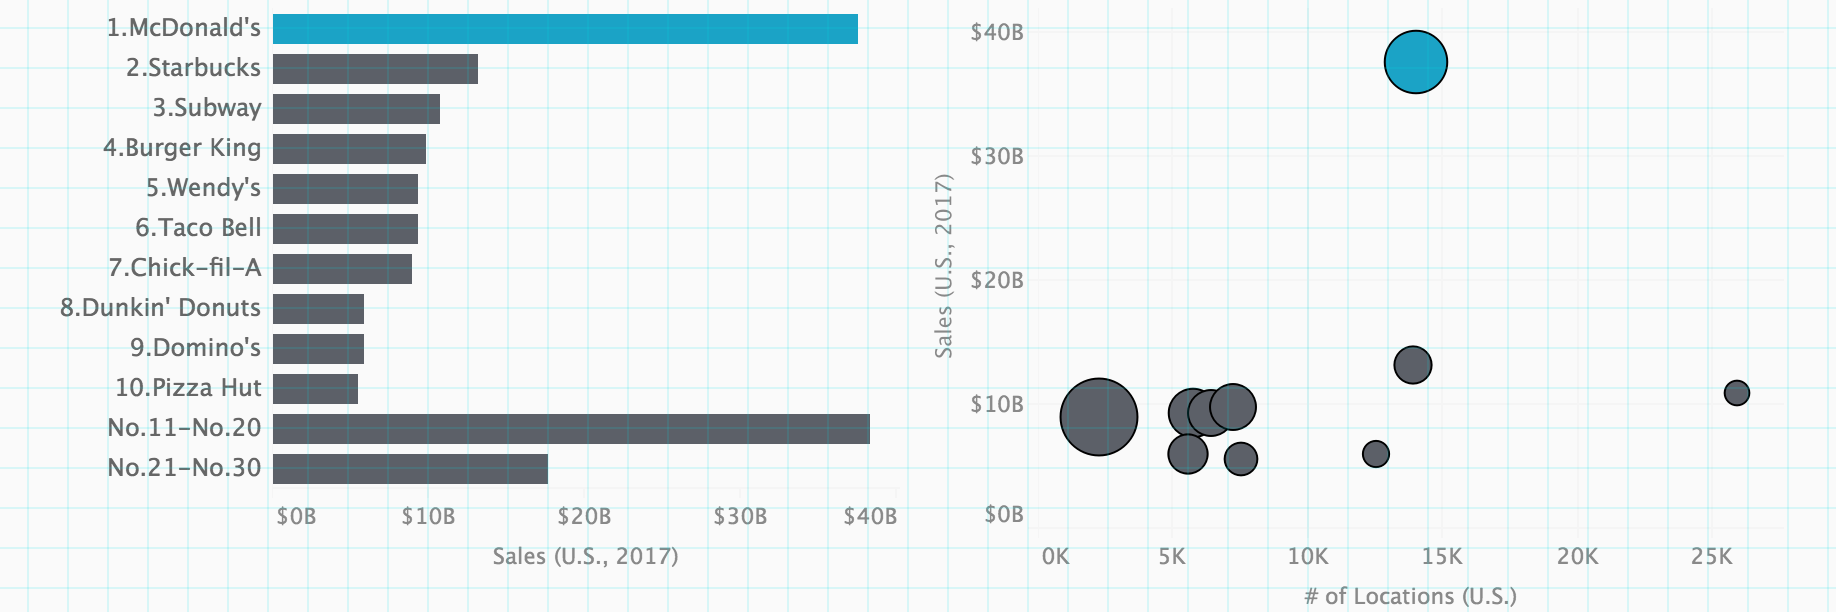 1.McDonald's
2.Starbucks
3.Subway
4.Burger King
5.Wendy's
6.Taco Bell
7.Chick-fil-A
8.Dunkin' Donuts
9.Domino's
10.Pizza Hut
No.11-No.20
No.21-No.30
$0B $10B $20B $30B $40B
Sales (U.S., 2017)
$40B
$30B
$20B
$10B
$0B
Sales (U.S., 2017)
0K 5K 10K 15K 20K 25K
# of Locations (U.S.)